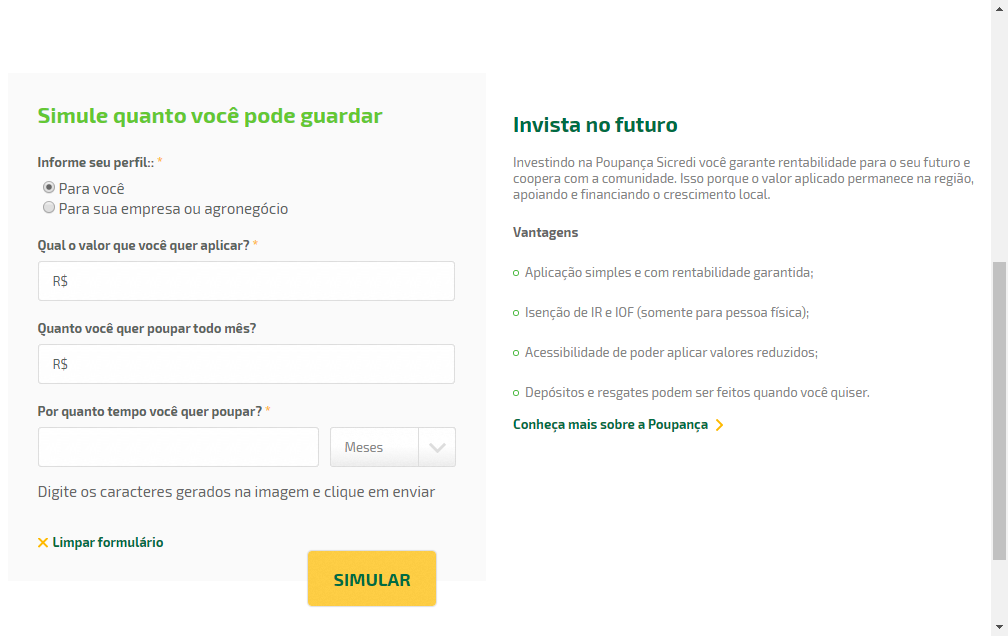 Simule quanto você pode guardar
Informe seu perfil:: *
Para você
Para sua empresa ou agronegócio
Qual o valor que você quer aplicar? *
R$
Quanto você quer poupar todo mês?
R$
Por quanto tempo você quer poupar? *
Meses
Digite os caracteres gerados na imagem e clique em enviar
Limpar formulário
SIMULAR
Invista no futuro
Investindo na Poupança Sicredi você garante rentabilidade para o seu futuro e
coopera com a comunidade. Isso porque o valor aplicado permanece na região,
apoiando e financiando o crescimento local.
Vantagens
Aplicação simples e com rentabilidade garantida;
Isenção de IR e IOF (somente para pessoa física);
Acessibilidade de poder aplicar valores reduzidos;
Depósitos e resgates podem ser feitos quando você quiser.
Conheça mais sobre a Poupança